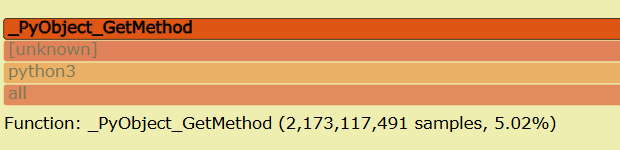 _PyObject_GetMethod
[unknown]
python3
all
Function: _PyObject_GetMethod (2,173,117,491 samples, 5.02%)